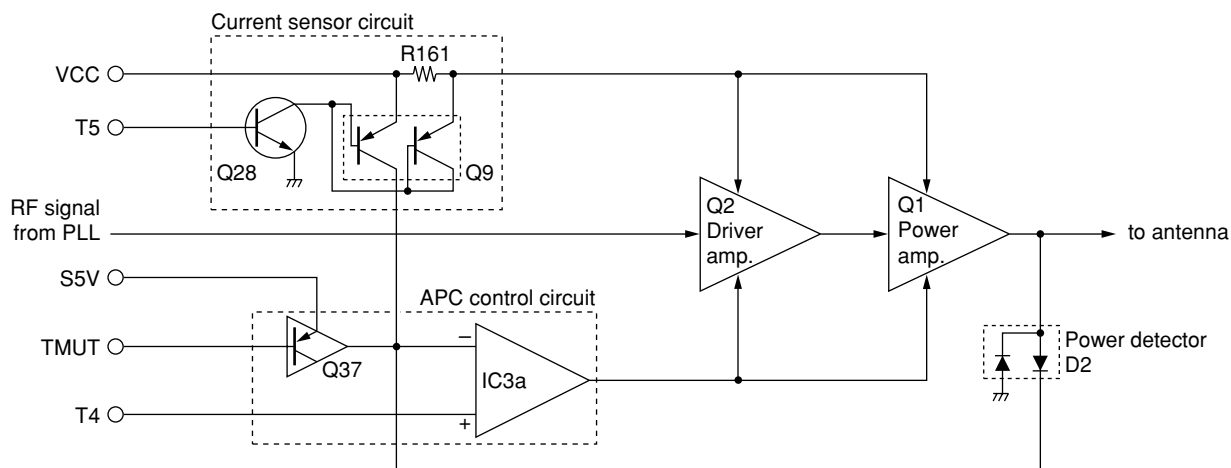 Current sensor circuit
R161
VCC
T5
Q28
Q9
RF signal
from PLL
Q2
Driver
amp.
Q1
Power
amp.
to antenna
S5V
APC control circuit
TMUT
Q37
–
IC3a
T4
+
Power detector
D2